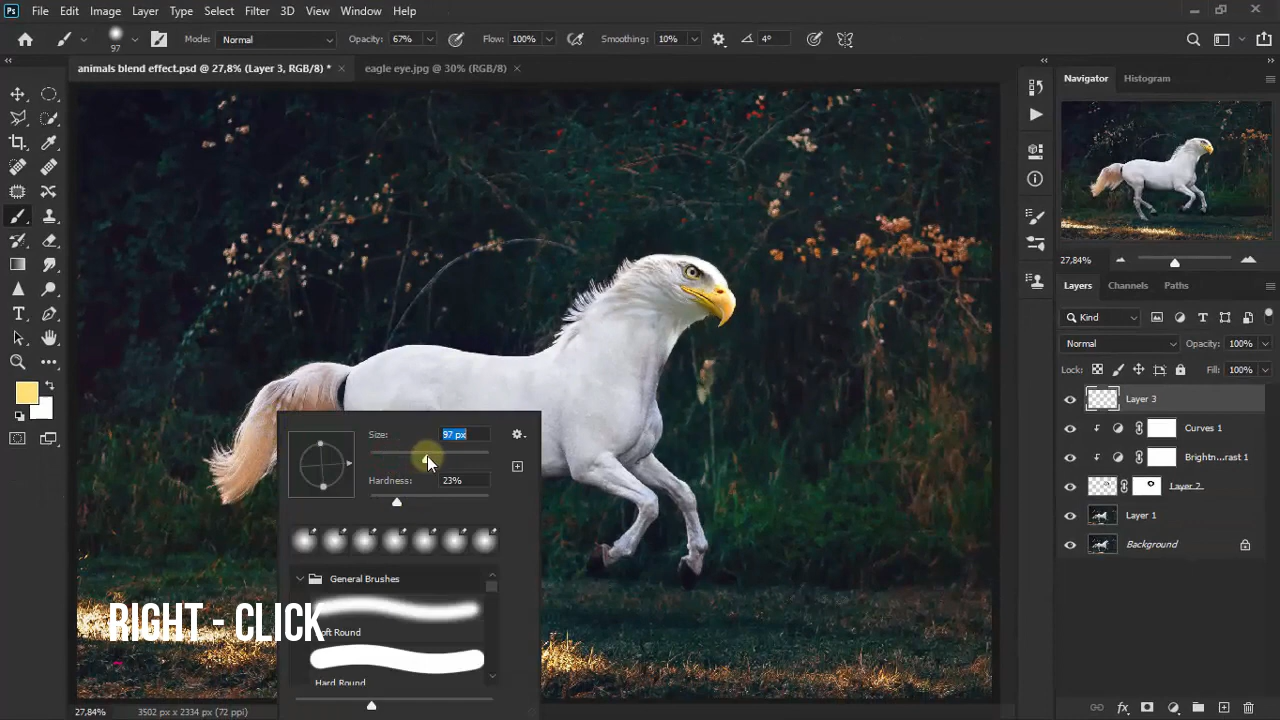 Ps File Edit Image Layer Type Select Filter 3D View Window Help
97 Mode: Normal Opacity: 67% Flow: 100% Smoothing: 10% 4°
animals blend effect.psd @ 27,8% (Layer 3, RGB/8) * × eagle eye.jpg @ 30% (RGB/8) ×
Navigator Histogram
27,84%
Layers Channels Paths
Kind
Normal Opacity: 100%
Lock: Fill: 100%
Layer 3
Curves 1
Brightn...rast 1
Layer 2
Layer 1
Background
Size: 97 px
Hardness: 23%
General Brushes
Soft Round
Hard Round
RIGHT - CLICK
27,84% 3502 px x 2334 px (72 ppi)